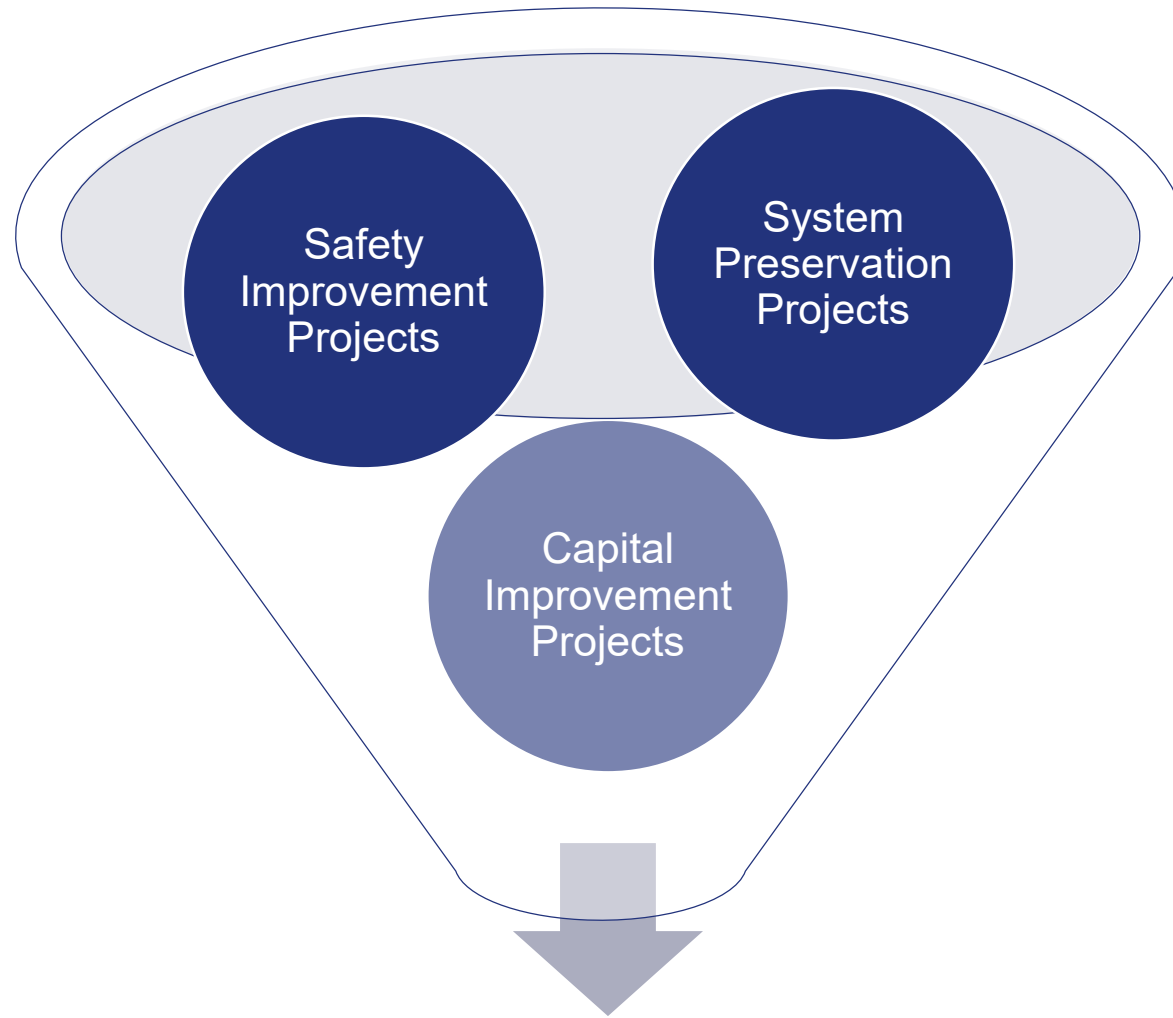 Safety
Improvement
Projects
System
Preservation
Projects
Capital
Improvement
Projects